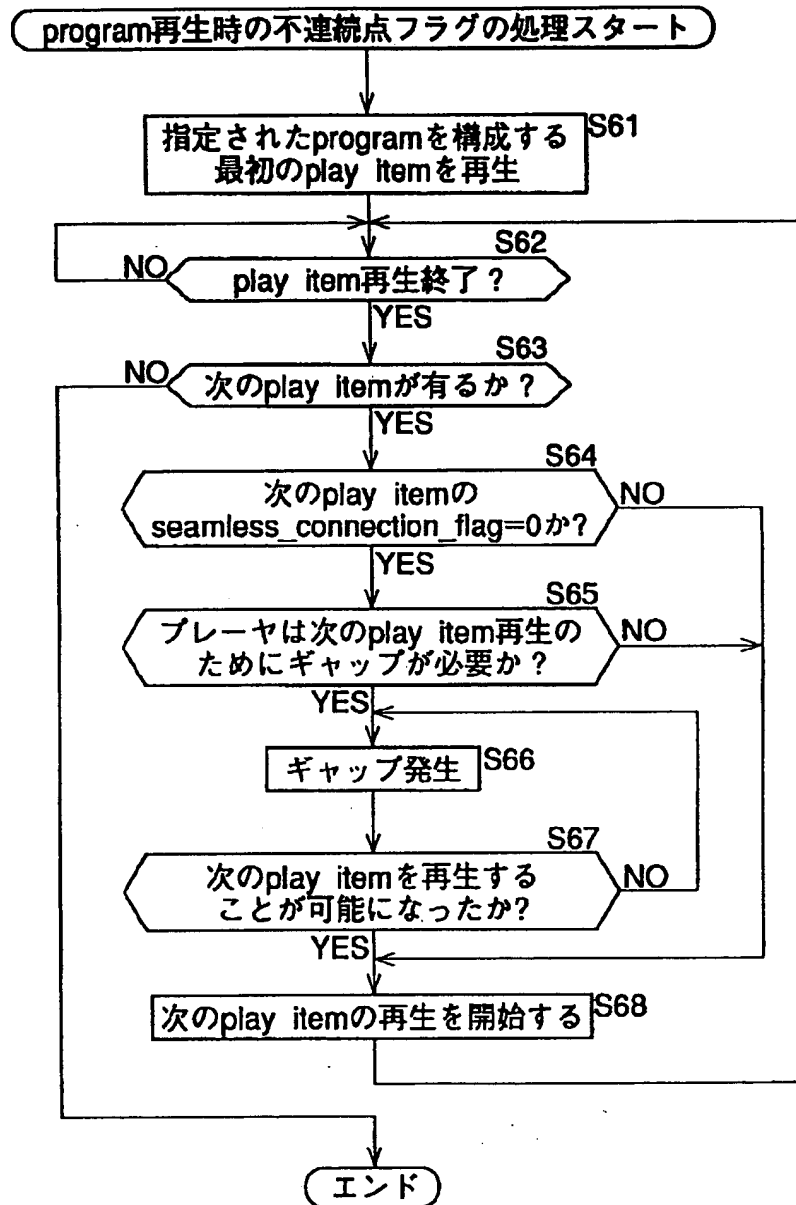 program再生時の不連続点フラグの処理スタート
S61
指定されたprogramを構成する
最初のplay itemを再生
S62
NO
play item再生終了？
YES
S63
NO
次のplay itemが有るか？
YES
S64
次のplay itemの
seamless_connection_flag=0か?
NO
YES
S65
プレーヤは次のplay item再生の
ためにギャップが必要か？
NO
YES
ギャップ発生
S66
S67
次のplay itemを再生する
ことが可能になったか?
NO
YES
次のplay itemの再生を開始する
S68
エンド